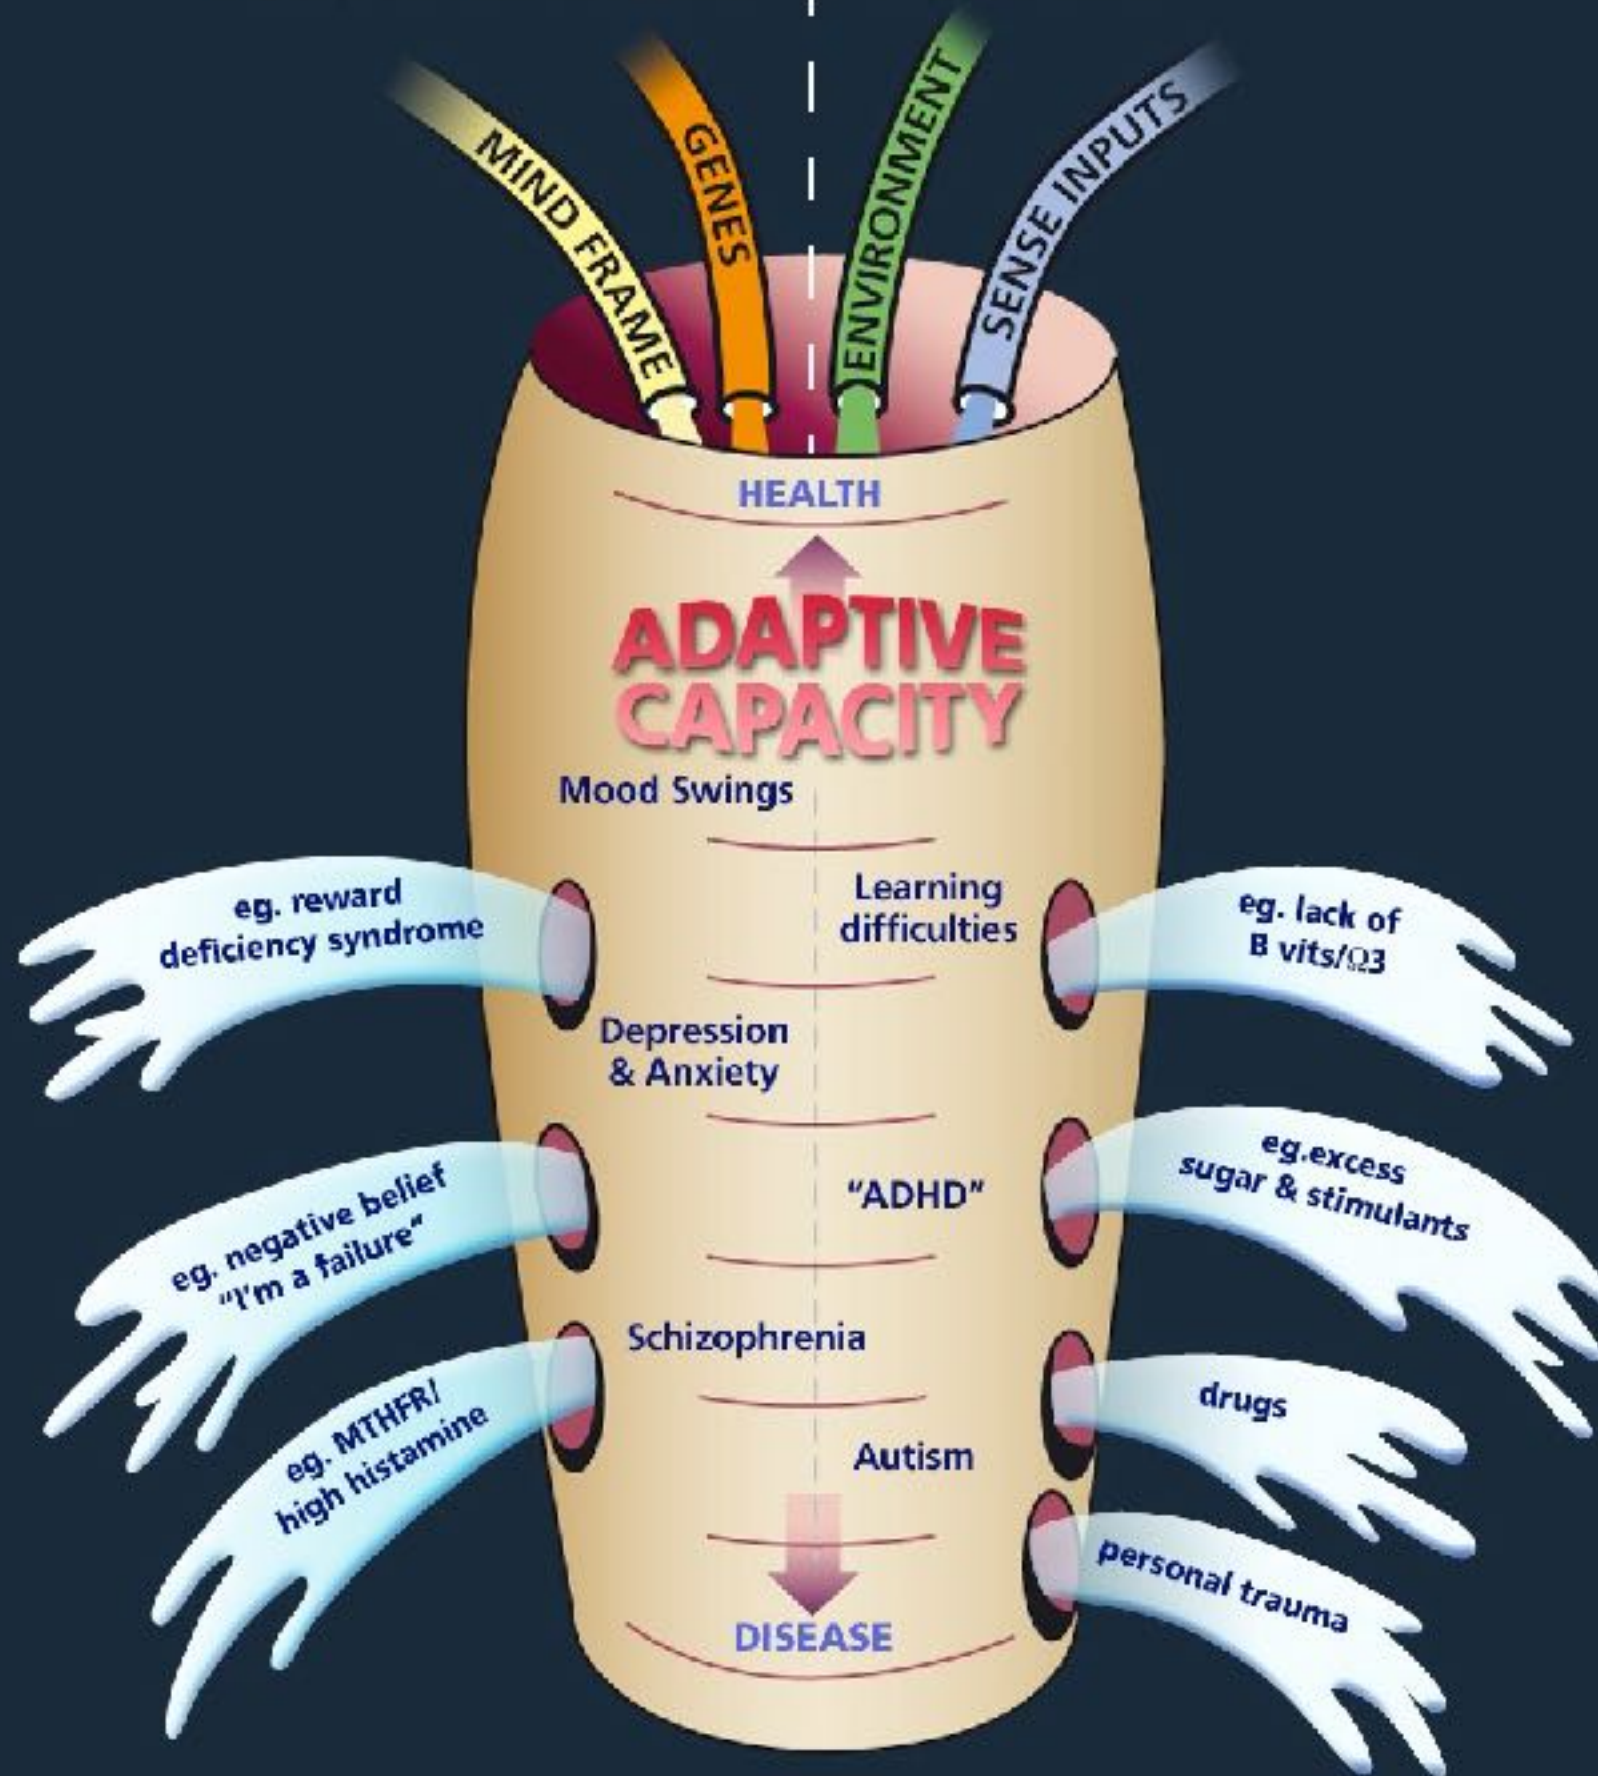 MIND FRAME
GENES
ENVIRONMENT
SENSE INPUTS
HEALTH
ADAPTIVE
CAPACITY
Mood Swings
eg. reward
deficiency syndrome
Learning
difficulties
eg. lack of
B vits/Ω3
Depression
& Anxiety
eg. negative belief
"I'm a failure"
"ADHD"
eg.excess
sugar & stimulants
Schizophrenia
eg. MTHFR/
high histamine
drugs
Autism
personal trauma
DISEASE